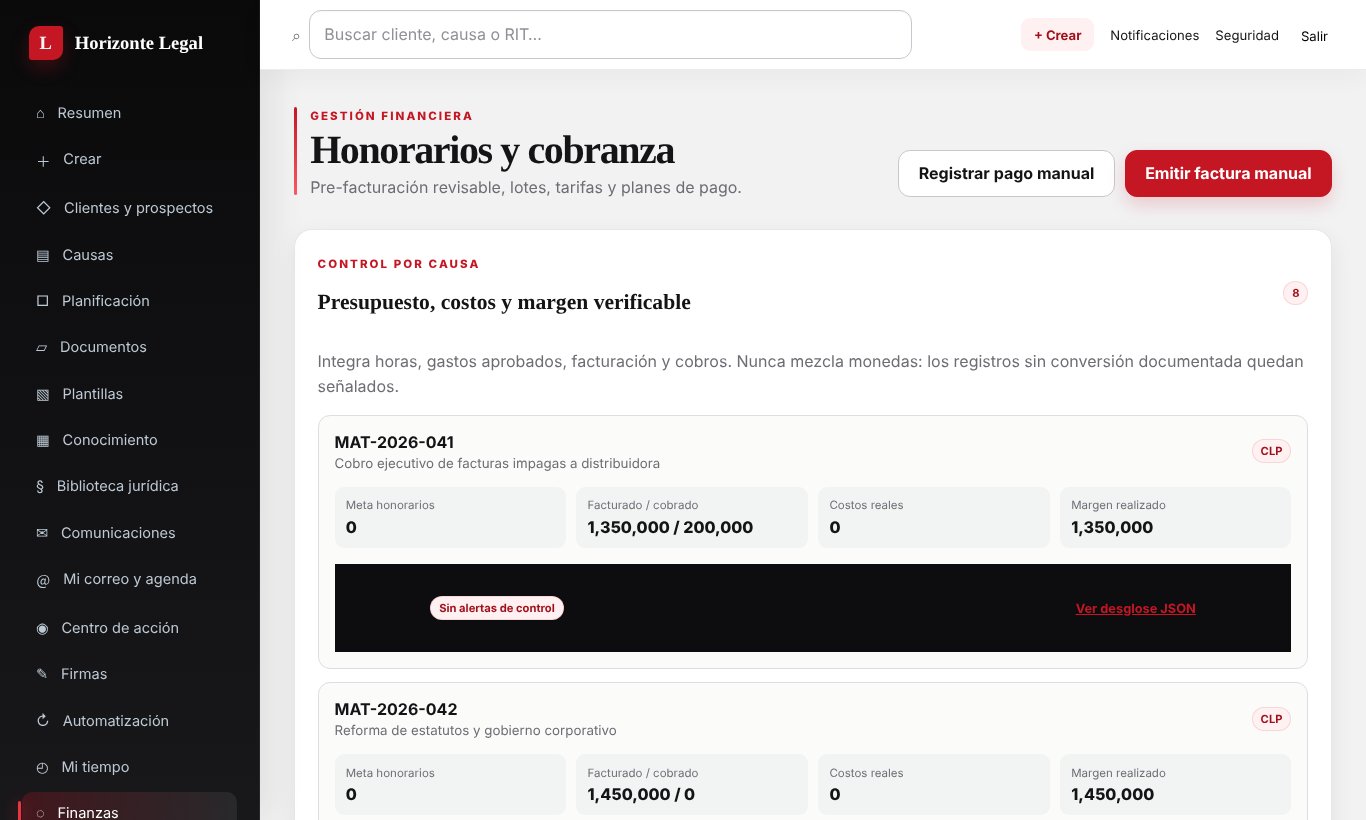 L Horizonte Legal
Resumen
Crear
Clientes y prospectos
Causas
Planificación
Documentos
Plantillas
Conocimiento
§ Biblioteca jurídica
Comunicaciones
@ Mi correo y agenda
Centro de acción
Firmas
Automatización
Mi tiempo
Finanzas
Buscar cliente, causa o RIT...
+ Crear
Notificaciones
Seguridad
Salir
GESTIÓN FINANCIERA
Honorarios y cobranza
Pre-facturación revisable, lotes, tarifas y planes de pago.
Registrar pago manual
Emitir factura manual
CONTROL POR CAUSA
Presupuesto, costos y margen verificable
8
Integra horas, gastos aprobados, facturación y cobros. Nunca mezcla monedas: los registros sin conversión documentada quedan
señalados.
MAT-2026-041
Cobro ejecutivo de facturas impagas a distribuidora
CLP
Meta honorarios
0
Facturado / cobrado
1,350,000 / 200,000
Costos reales
0
Margen realizado
1,350,000
Sin alertas de control
Ver desglose JSON
MAT-2026-042
Reforma de estatutos y gobierno corporativo
CLP
Meta honorarios
0
Facturado / cobrado
1,450,000 / 0
Costos reales
0
Margen realizado
1,450,000